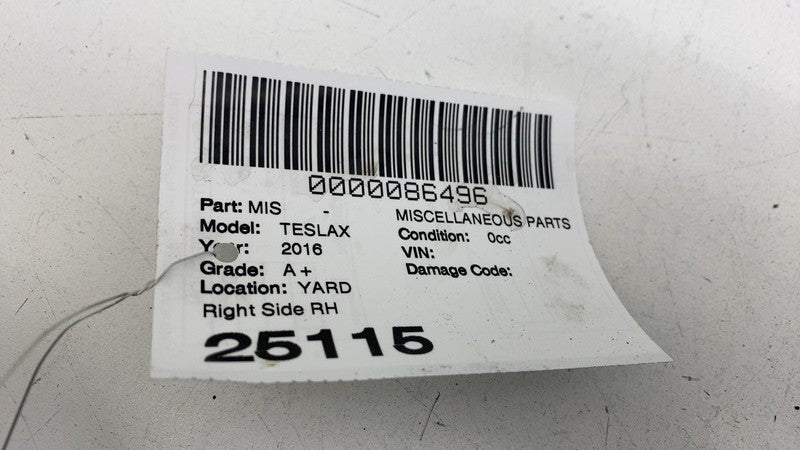 0000086496
Part: MIS - MISCELLANEOUS PARTS
Model: TESLAX Condition: 0cc
Year: 2016 VIN:
Grade: A+ Damage Code:
Location: YARD
Right Side RH
25115